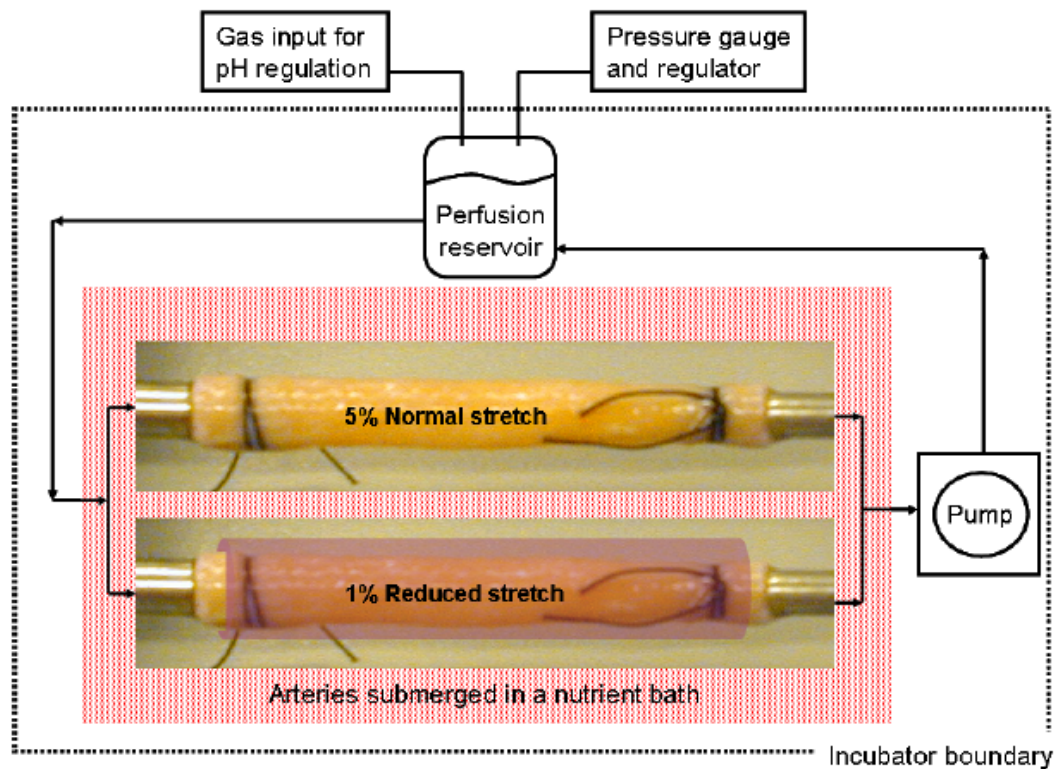 Gas input for
pH regulation
Pressure gauge
and regulator
Perfusion
reservoir
5% Normal stretch
Pump
1% Reduced stretch
Arteries submerged in a nutrient bath
Incubator boundary